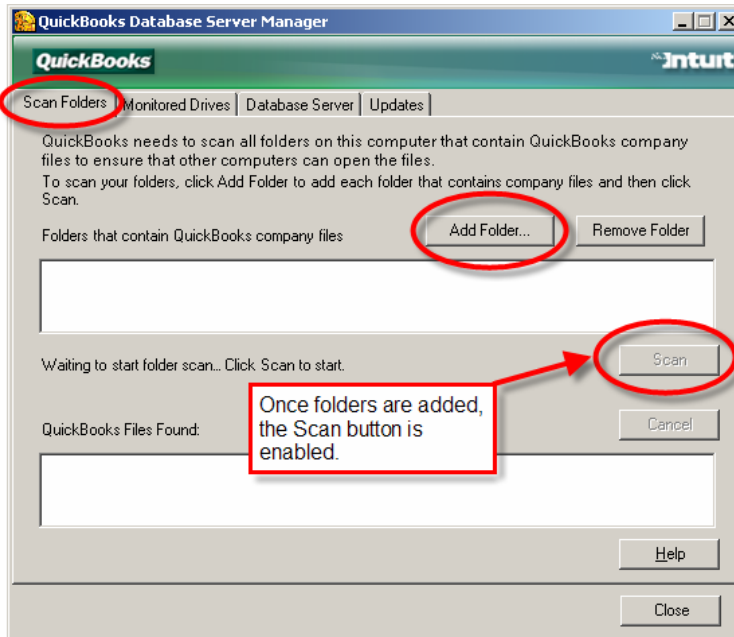 QuickBooks Database Server Manager
QuickBooks
Intuit
Scan Folders Monitored Drives Database Server Updates
QuickBooks needs to scan all folders on this computer that contain QuickBooks company
files to ensure that other computers can open the files.
To scan your folders, click Add Folder to add each folder that contains company files and then click
Scan.
Folders that contain QuickBooks company files
Add Folder...
Remove Folder
Waiting to start folder scan... Click Scan to start.
Scan
Once folders are added,
the Scan button is
enabled.
QuickBooks Files Found:
Cancel
Help
Close